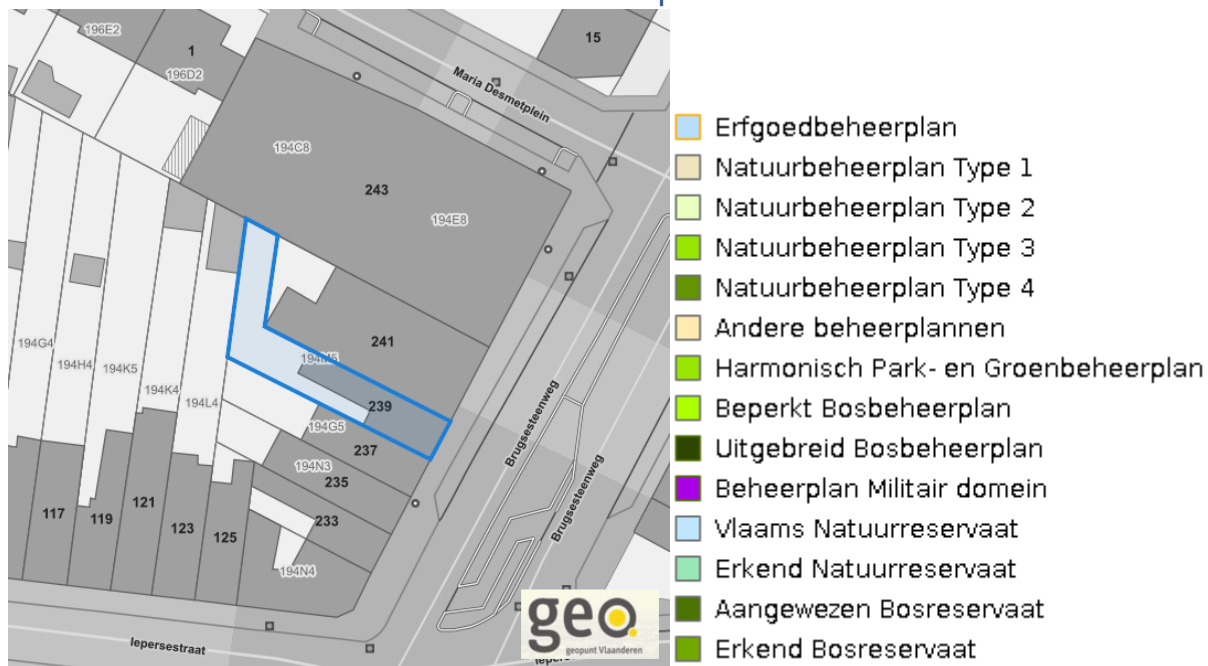 196E2
1
196D2
15
Maria Desmetplein
194C8
243
194E8
194G4
194H4
194K5
194K4
194L4
241
239
194G5
237
194N3
235
233
194N4
117
119
121
123
125
Brugsesteenweg
Brugsesteenweg
Iepersestraat
geo
geopunt Vlaanderen
Erfgoedbeheerplan
Natuurbeheerplan Type 1
Natuurbeheerplan Type 2
Natuurbeheerplan Type 3
Natuurbeheerplan Type 4
Andere beheerplannen
Harmonisch Park- en Groenbeheerplan
Beperkt Bosbeheerplan
Uitgebreid Bosbeheerplan
Beheerplan Militair domein
Vlaams Natuurreservaat
Erkend Natuurreservaat
Aangewezen Bosreservaat
Erkend Bosreservaat